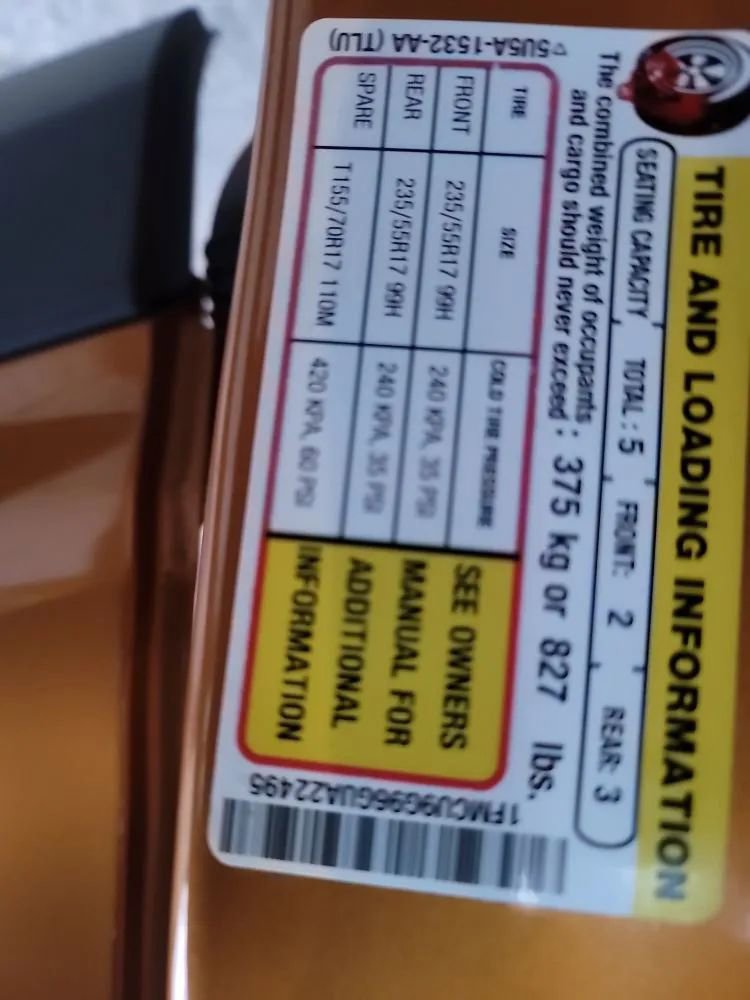 TIRE AND LOADING INFORMATION
SEATING CAPACITY TOTAL : 5 FRONT: 2 REAR: 3
The combined weight of occupants
and cargo should never exceed : 375 kg or 827 lbs.
TIRE SIZE COLD TIRE PRESSURE
FRONT 235/55R17 99H 240 KPA, 35 PSI
REAR 235/55R17 99H 240 KPA, 35 PSI
SPARE T155/70R17 110M 420 KPA, 60 PSI
SEE OWNERS
MANUAL FOR
ADDITIONAL
INFORMATION
5U5A-1532-AA (TLU)
1FMCU9G96GUA22495